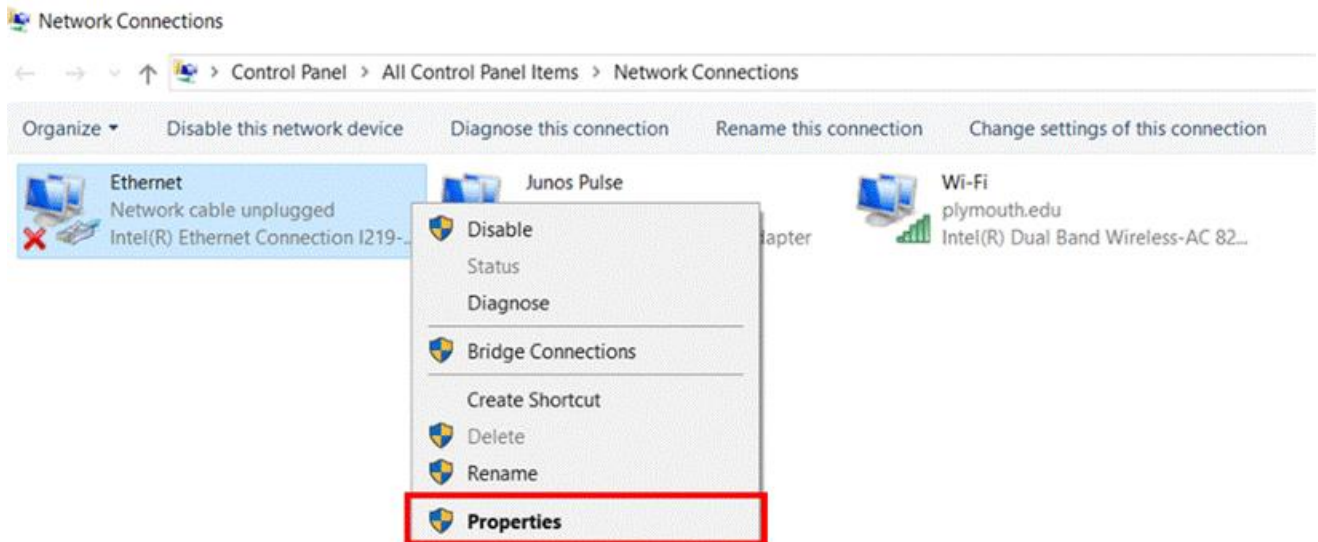 Network Connections
Control Panel > All Control Panel Items > Network Connections
Organize Disable this network device Diagnose this connection Rename this connection Change settings of this connection
Ethernet
Network cable unplugged
Intel(R) Ethernet Connection I219-...
Junos Pulse
dapter
Wi-Fi
plymouth.edu
Intel(R) Dual Band Wireless-AC 82...
Disable
Status
Diagnose
Bridge Connections
Create Shortcut
Delete
Rename
Properties